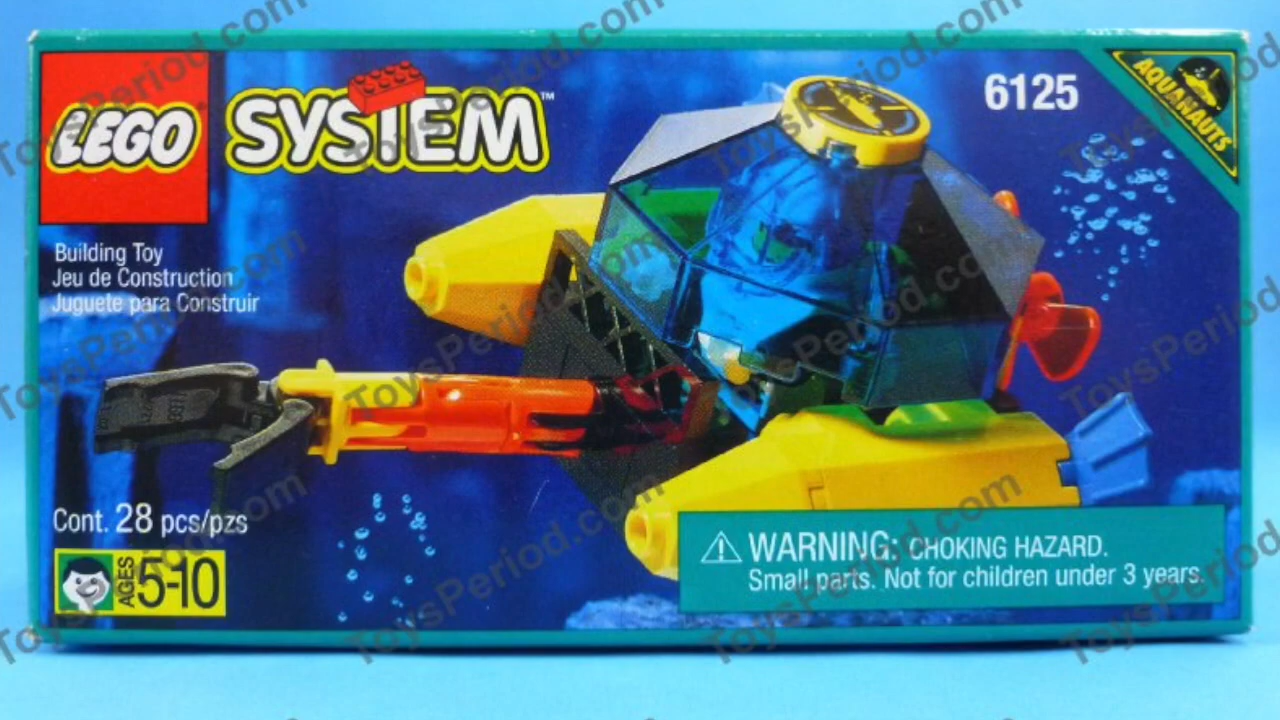 LEGO SYSTEM™
6125
AQUANAUTS
Building Toy
Jeu de Construction
Juguete para Construir
Cont. 28 pcs/pzs
AGES 5-10
WARNING: CHOKING HAZARD.
Small parts. Not for children under 3 years.
ToysPeriod.com